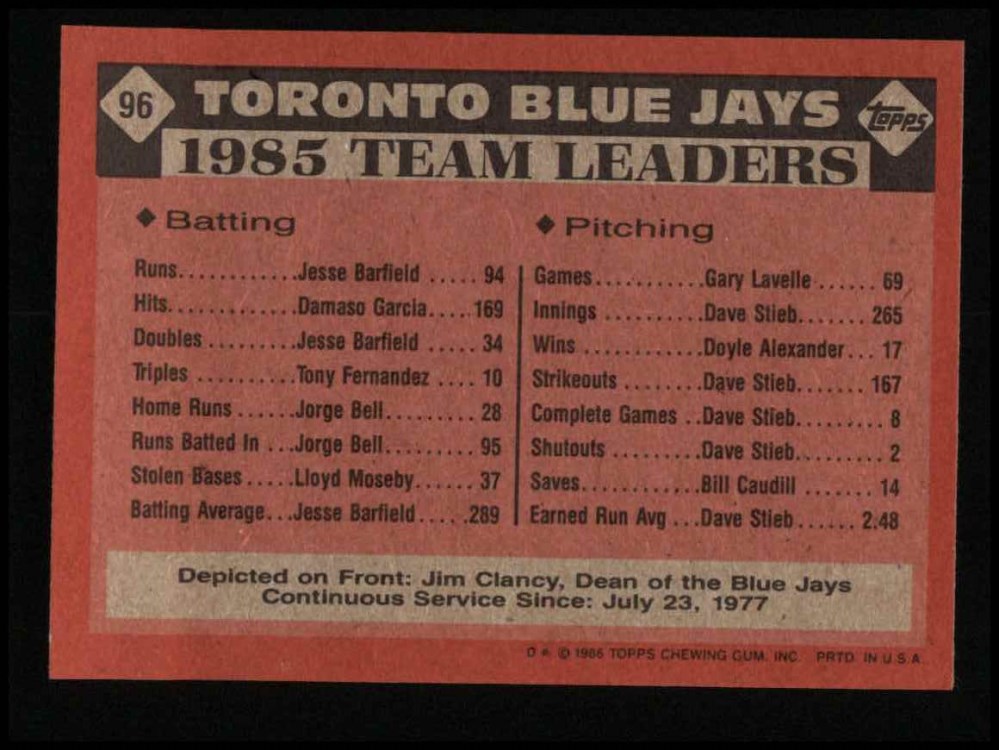 96 TORONTO BLUE JAYS topps
1985 TEAM LEADERS
◆ Batting
Runs............Jesse Barfield .....94
Hits.............Damaso Garcia.....169
Doubles .........Jesse Barfield .....34
Triples ..........Tony Fernandez ....10
Home Runs ......Jorge Bell.........28
Runs Batted In ...Jorge Bell.........95
Stolen Bases.....Lloyd Moseby......37
Batting Average...Jesse Barfield.....289
◆ Pitching
Games...........Gary Lavelle ......69
Innings ..........Dave Stieb.......265
Wins ............Doyle Alexander...17
Strikeouts ........Dave Stieb.......167
Complete Games ..Dave Stieb.........8
Shutouts .........Dave Stieb.........2
Saves............Bill Caudill .......14
Earned Run Avg ...Dave Stieb......2.48
Depicted on Front: Jim Clancy, Dean of the Blue Jays
Continuous Service Since: July 23, 1977
© 1986 TOPPS CHEWING GUM, INC. PRTD. IN U.S.A.